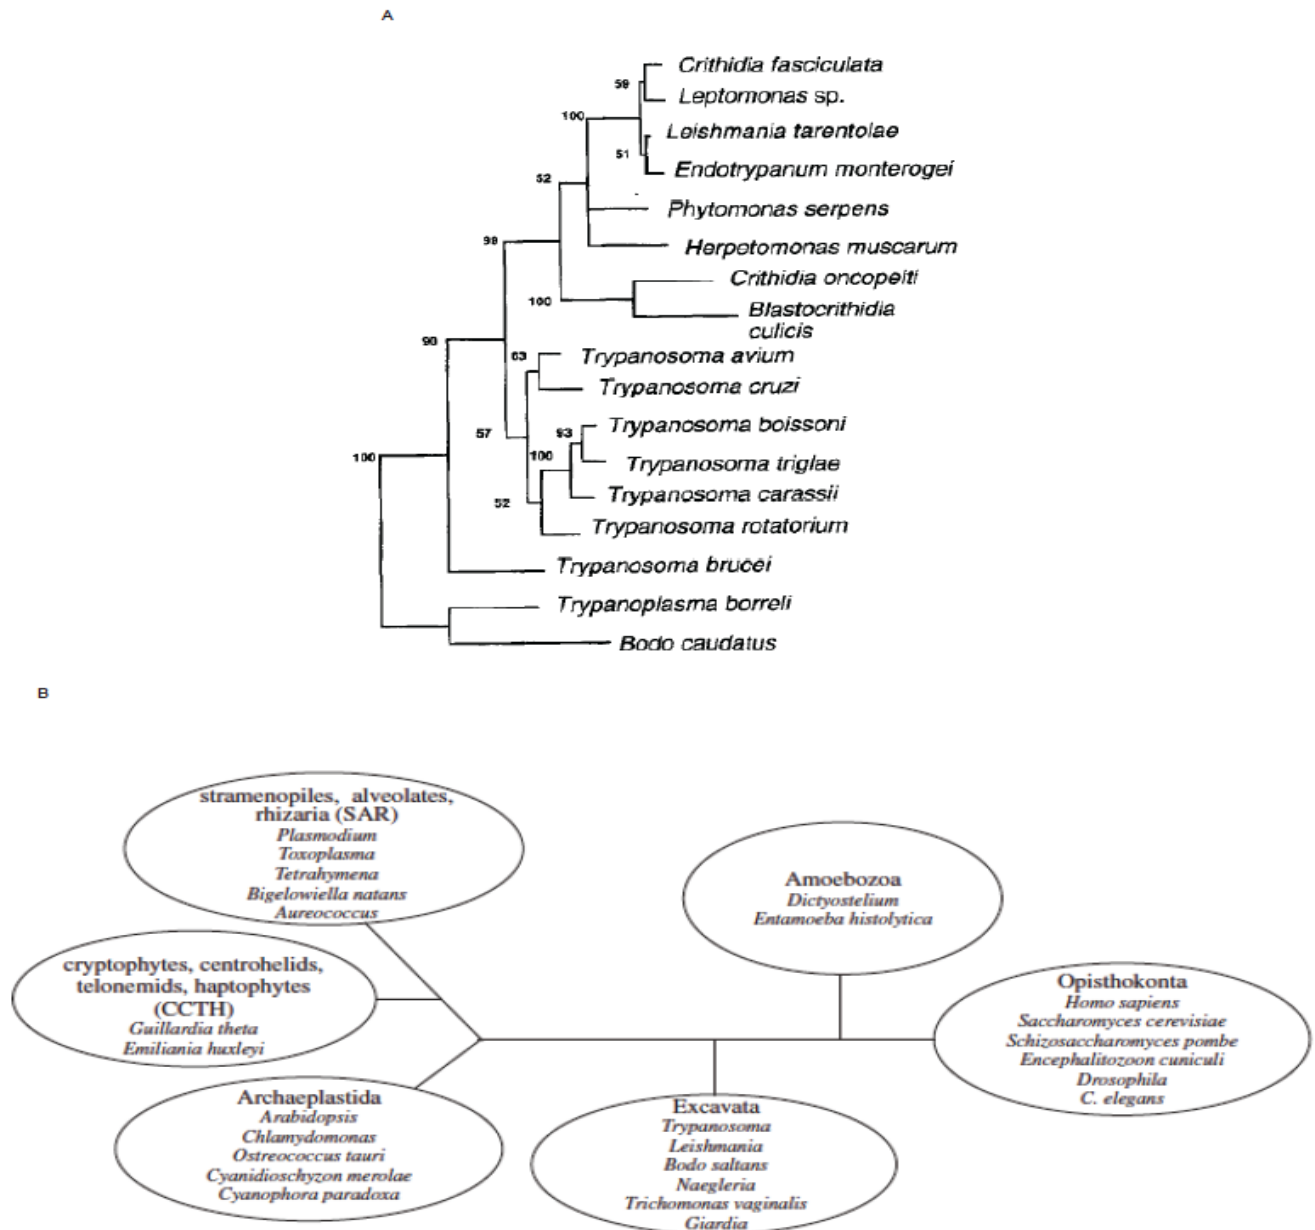 A
Crithidia fasciculata
59
Leptomonas sp.
100
Leishmania tarentolae
51
Endotrypanum monterogei
52
Phytomonas serpens
98
Herpetomonas muscarum
Crithidia oncopelti
100
Blastocrithidia
culicis
90
63
Trypanosoma avium
Trypanosoma cruzi
93
Trypanosoma boissoni
57
100
Trypanosoma triglae
100
52
Trypanosoma carassii
Trypanosoma rotatorium
Trypanosoma brucei
Trypanoplasma borreli
Bodo caudatus
B
stramenopiles, alveolates,
rhizaria (SAR)
Plasmodium
Toxoplasma
Tetrahymena
Bigelowiella natans
Aureococcus
Amoebozoa
Dictyostelium
Entamoeba histolytica
cryptophytes, centrohelids,
telonemids, haptophytes
(CCTH)
Guillardia theta
Emiliania huxleyi
Opisthokonta
Homo sapiens
Saccharomyces cerevisiae
Schizosaccharomyces pombe
Encephalitozoon cuniculi
Drosophila
C. elegans
Archaeplastida
Arabidopsis
Chlamydomonas
Ostreococcus tauri
Cyanidioschyzon merolae
Cyanophora paradoxa
Excavata
Trypanosoma
Leishmania
Bodo saltans
Naegleria
Trichomonas vaginalis
Giardia